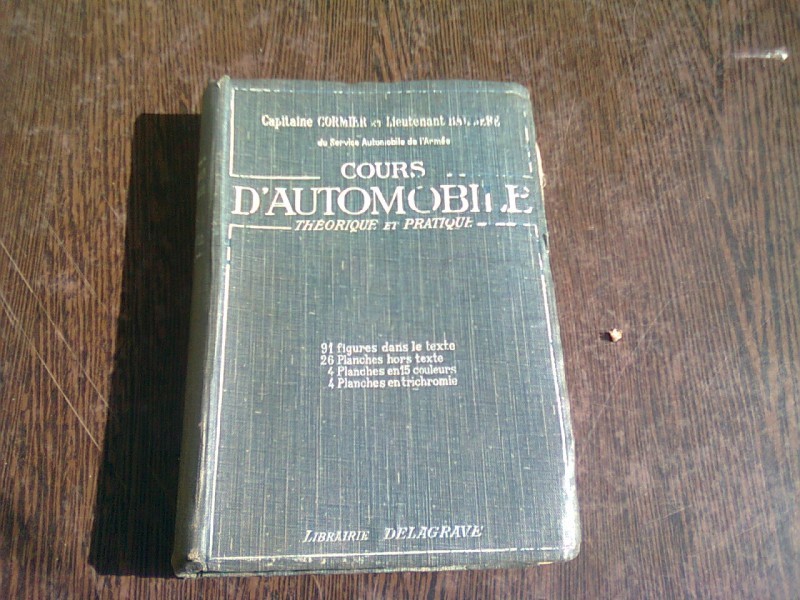 Capitaine CORMIER ET Lieutenant
du Service Automobile de l'Armée
COURS
D'AUTOMOBILE
THÉORIQUE ET PRATIQUE
91 figures dans le texte
26 Planches hors texte
4 Planches en 15 couleurs
4 Planches en trichromie
LIBRAIRIE DELAGRAVE